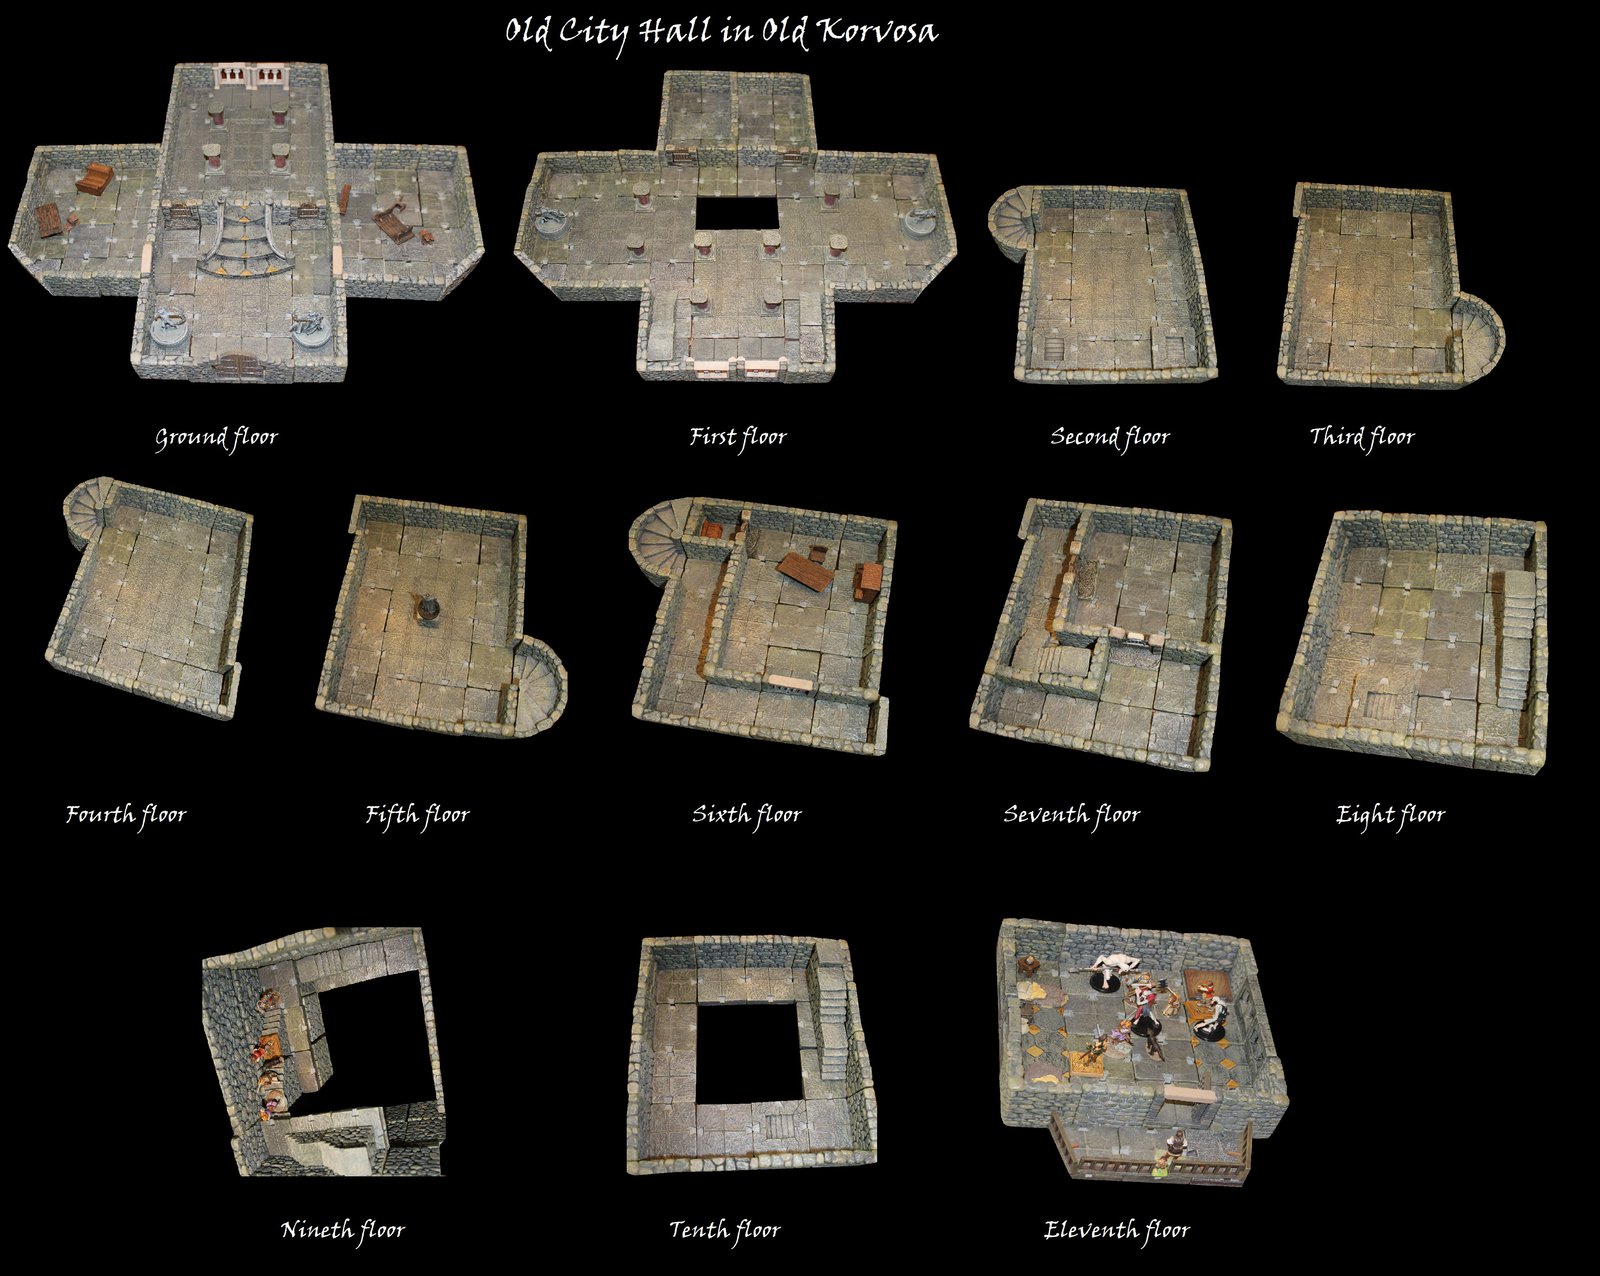 Old City Hall in Old Korvosa
Ground floor
First floor
Second floor
Third floor
Fourth floor
Fifth floor
Sixth floor
Seventh floor
Eight floor
Nineth floor
Tenth floor
Eleventh floor